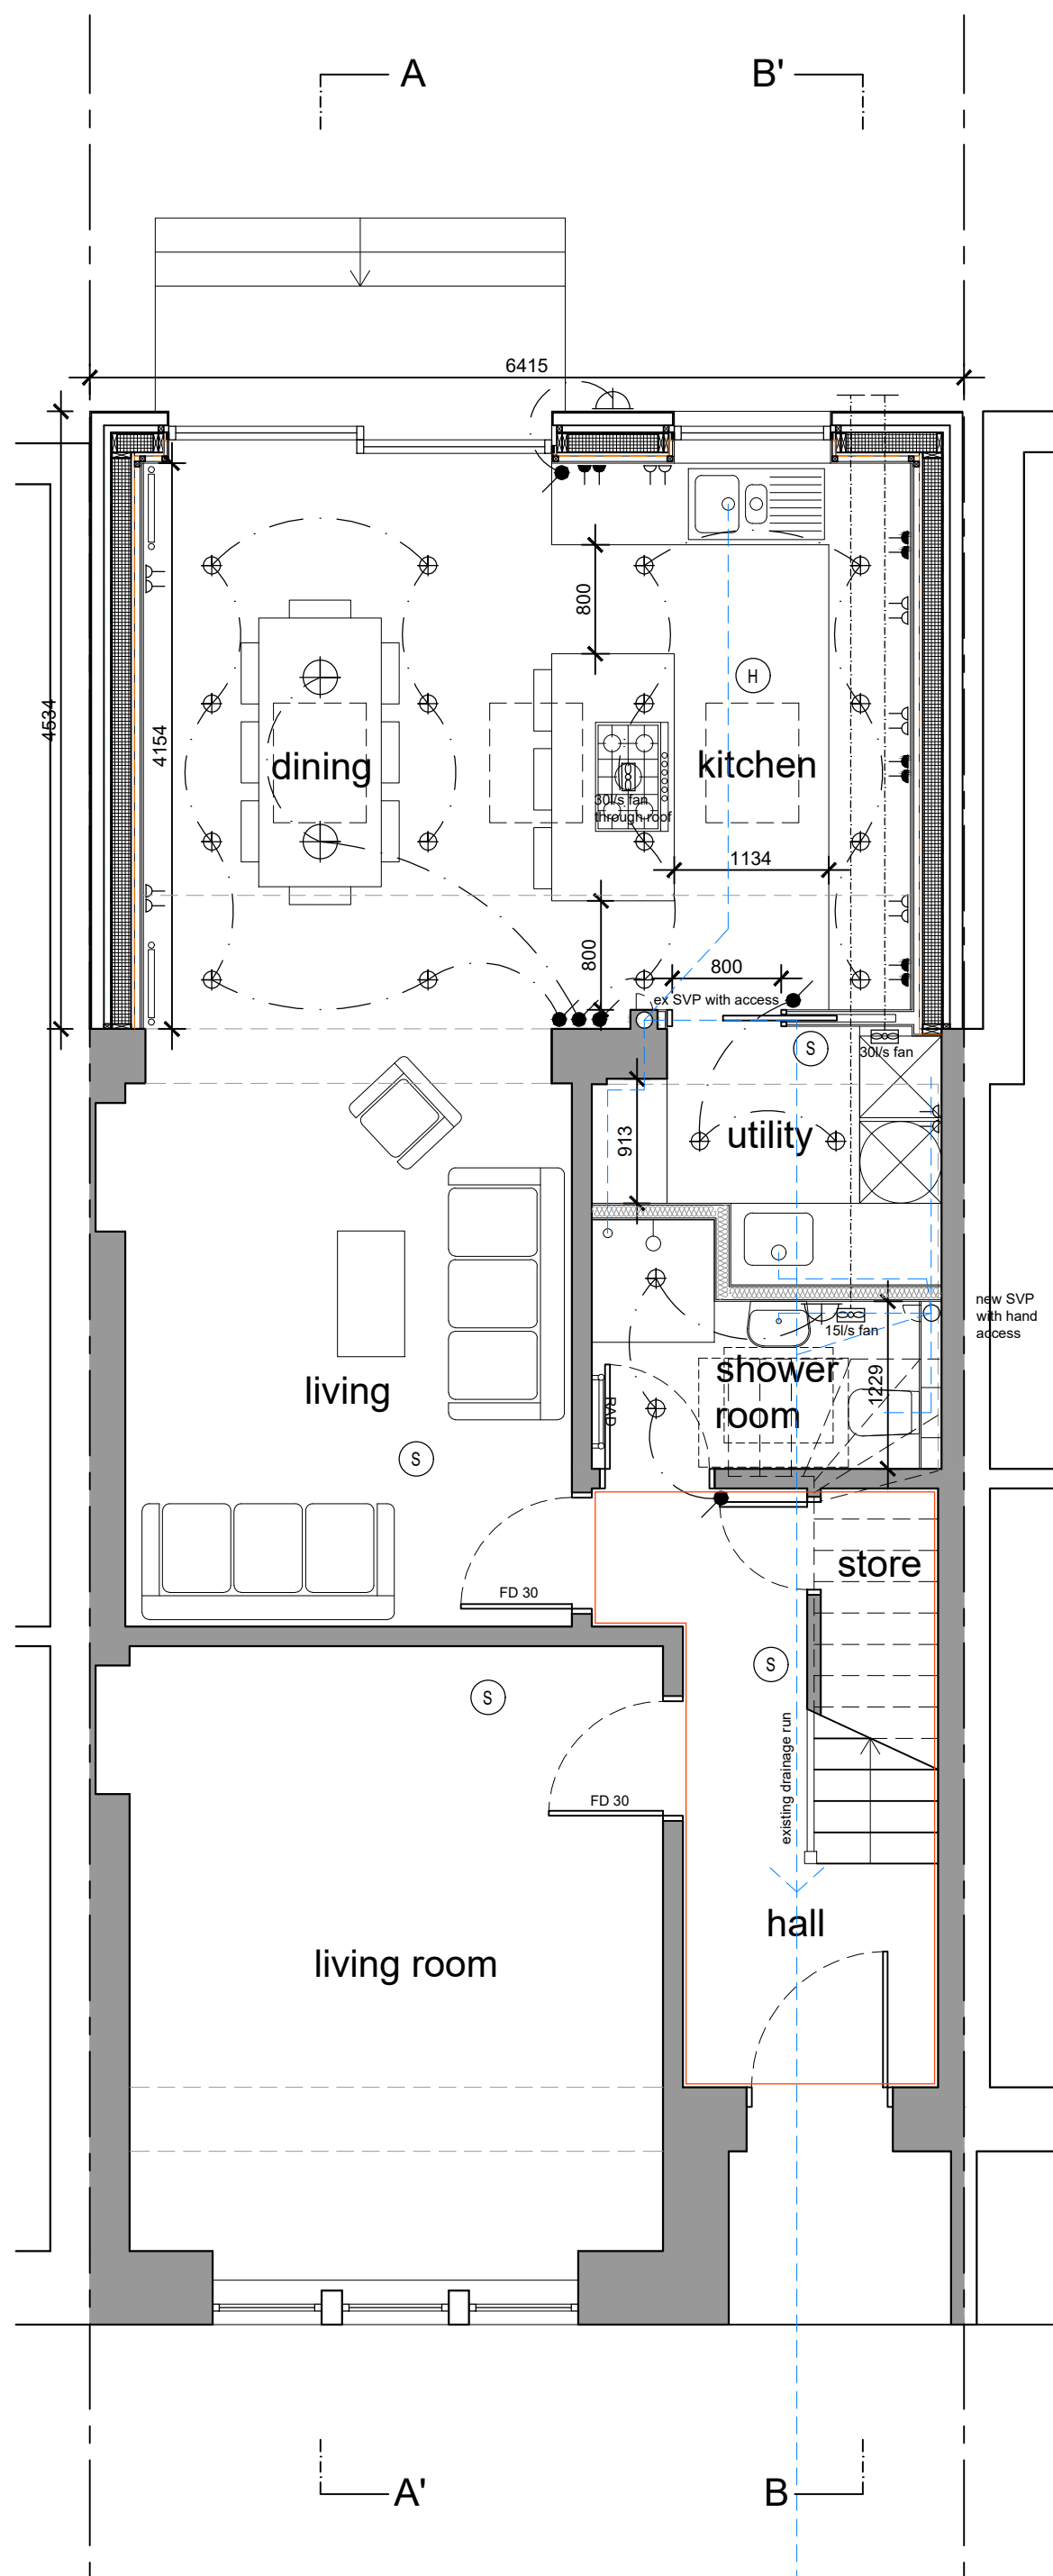 A
B'
6415
4534
4154
800
H
dining
kitchen
30l/s fan
through roof
1134
800
800
ex SVP with access
S
30l/s fan
utility
913
new SVP
with hand
access
15l/s fan
shower
room
1229
RAD
living
S
store
FD 30
S
S
existing drainage run
FD 30
hall
living room
A'
B